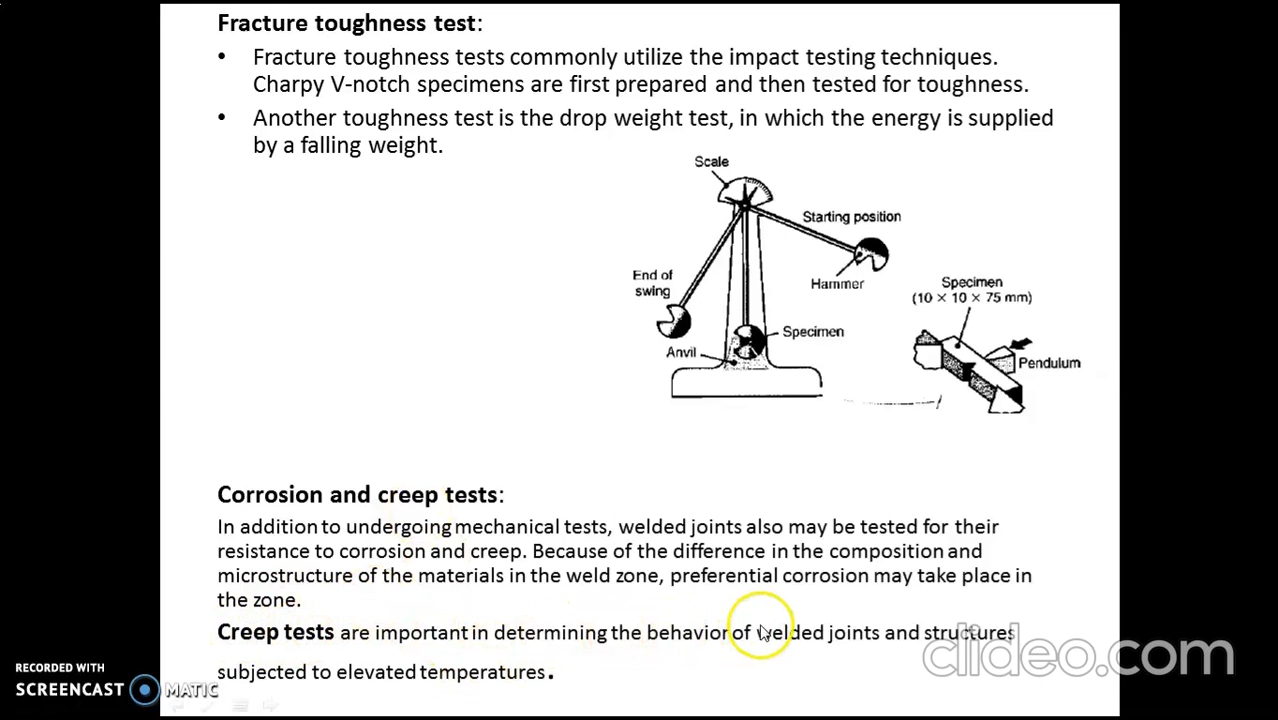 Fracture toughness test:
• Fracture toughness tests commonly utilize the impact testing techniques.
Charpy V-notch specimens are first prepared and then tested for toughness.
• Another toughness test is the drop weight test, in which the energy is supplied
by a falling weight.
Scale
Starting position
End of
swing
Hammer
Specimen
(10 × 10 × 75 mm)
Specimen
Anvil
Pendulum
Corrosion and creep tests:
In addition to undergoing mechanical tests, welded joints also may be tested for their
resistance to corrosion and creep. Because of the difference in the composition and
microstructure of the materials in the weld zone, preferential corrosion may take place in
the zone.
Creep tests are important in determining the behavior of welded joints and structures
subjected to elevated temperatures.
clideo.com
RECORDED WITH
SCREENCAST MATIC